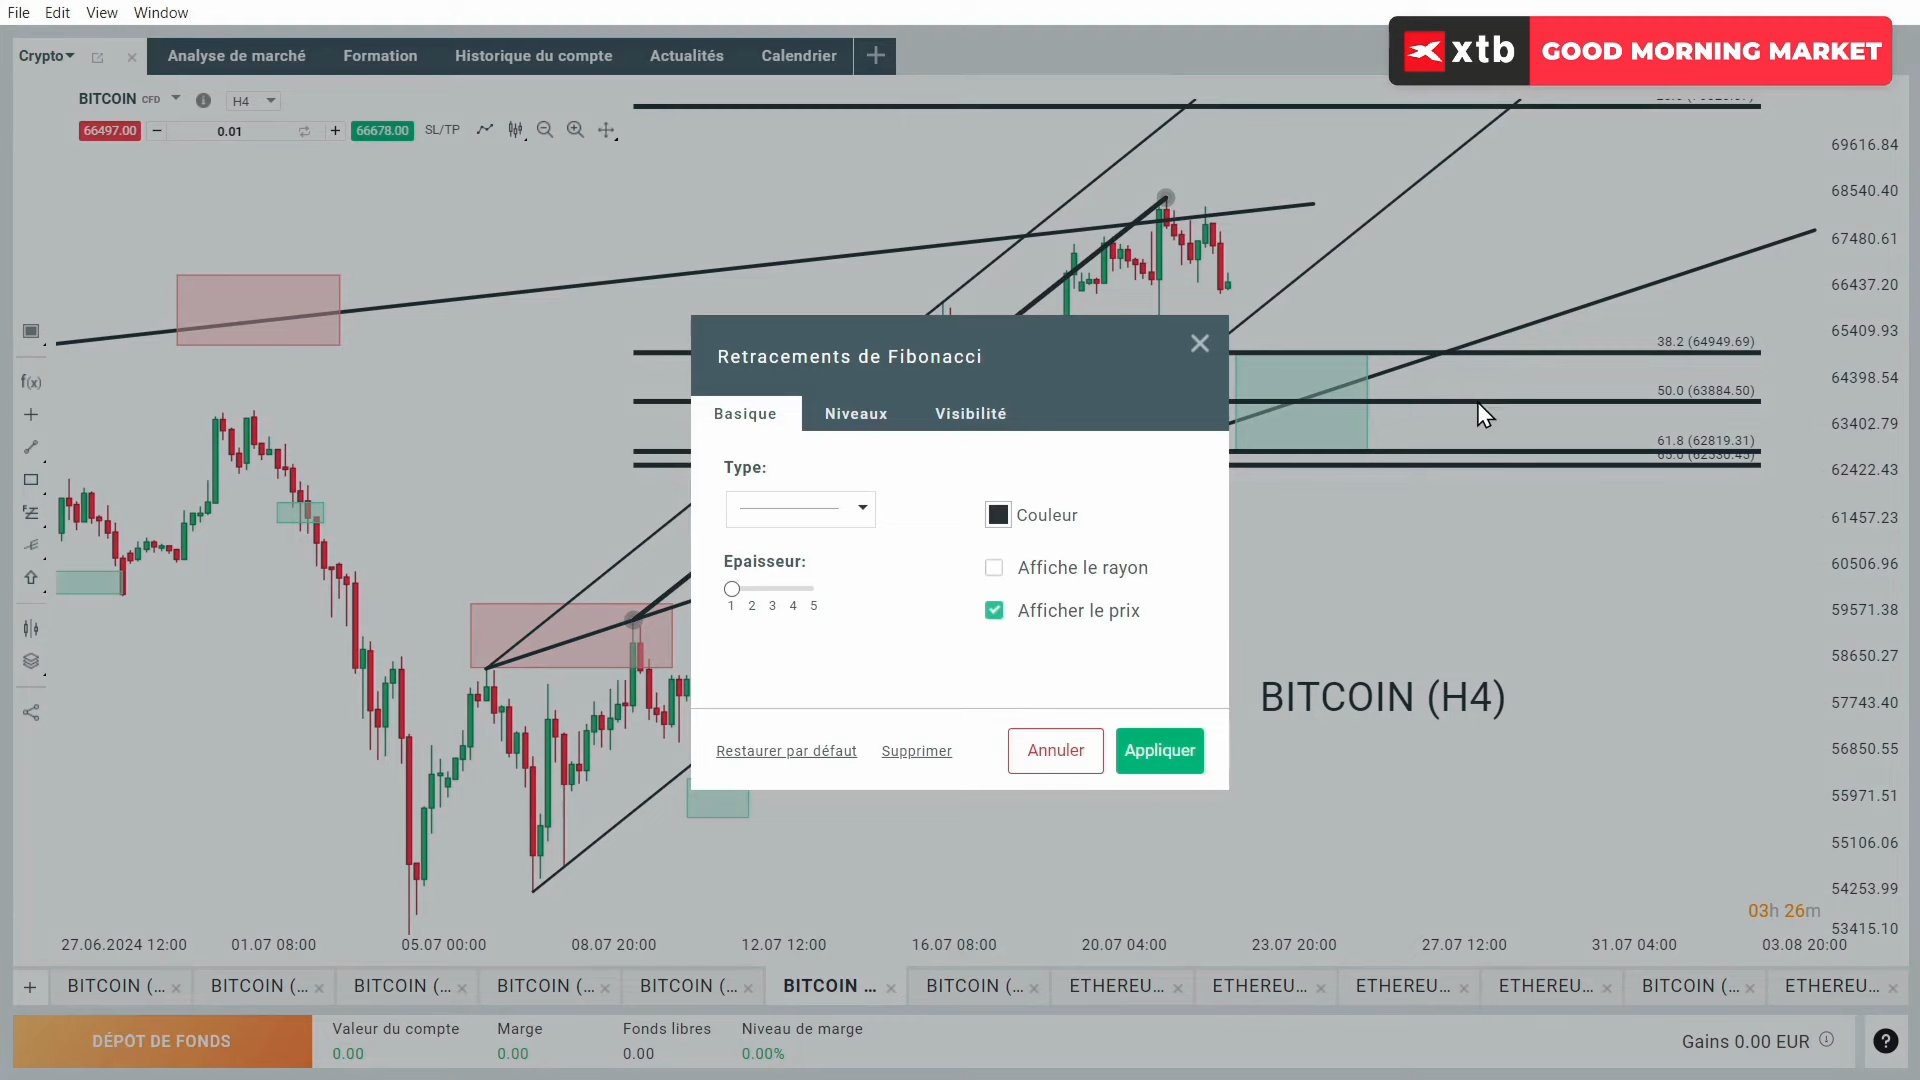 File Edit View Window
xtb GOOD MORNING MARKET
Crypto Analyse de marché Formation Historique du compte Actualités Calendrier
BITCOIN CFD H4
66497.00 0.01 66678.00 SL/TP
69616.84
68540.40
67480.61
66437.20
65409.93
64398.54
63402.79
62422.43
61457.23
60506.96
59571.38
58650.27
57743.40
56850.55
55971.51
55106.06
54253.99
53415.10
38.2 (64949.69)
50.0 (63884.50)
61.8 (62819.31)
f(x)
Retracements de Fibonacci
Basique Niveaux Visibilité
Type:
Couleur
Epaisseur:
1 2 3 4 5
Affiche le rayon
Afficher le prix
Restaurer par défaut Supprimer Annuler Appliquer
BITCOIN (H4)
03h 26m
27.06.2024 12:00 01.07 08:00 05.07 00:00 08.07 20:00 12.07 12:00 16.07 08:00 20.07 04:00 23.07 20:00 27.07 12:00 31.07 04:00 03.08 20:00
BITCOIN (... BITCOIN (... BITCOIN (... BITCOIN (... BITCOIN (... BITCOIN ... BITCOIN (... ETHEREU... ETHEREU... ETHEREU... ETHEREU... BITCOIN (... ETHEREU...
DÉPÔT DE FONDS
Valeur du compte Marge Fonds libres Niveau de marge
0.00 0.00 0.00 0.00%
Gains 0.00 EUR